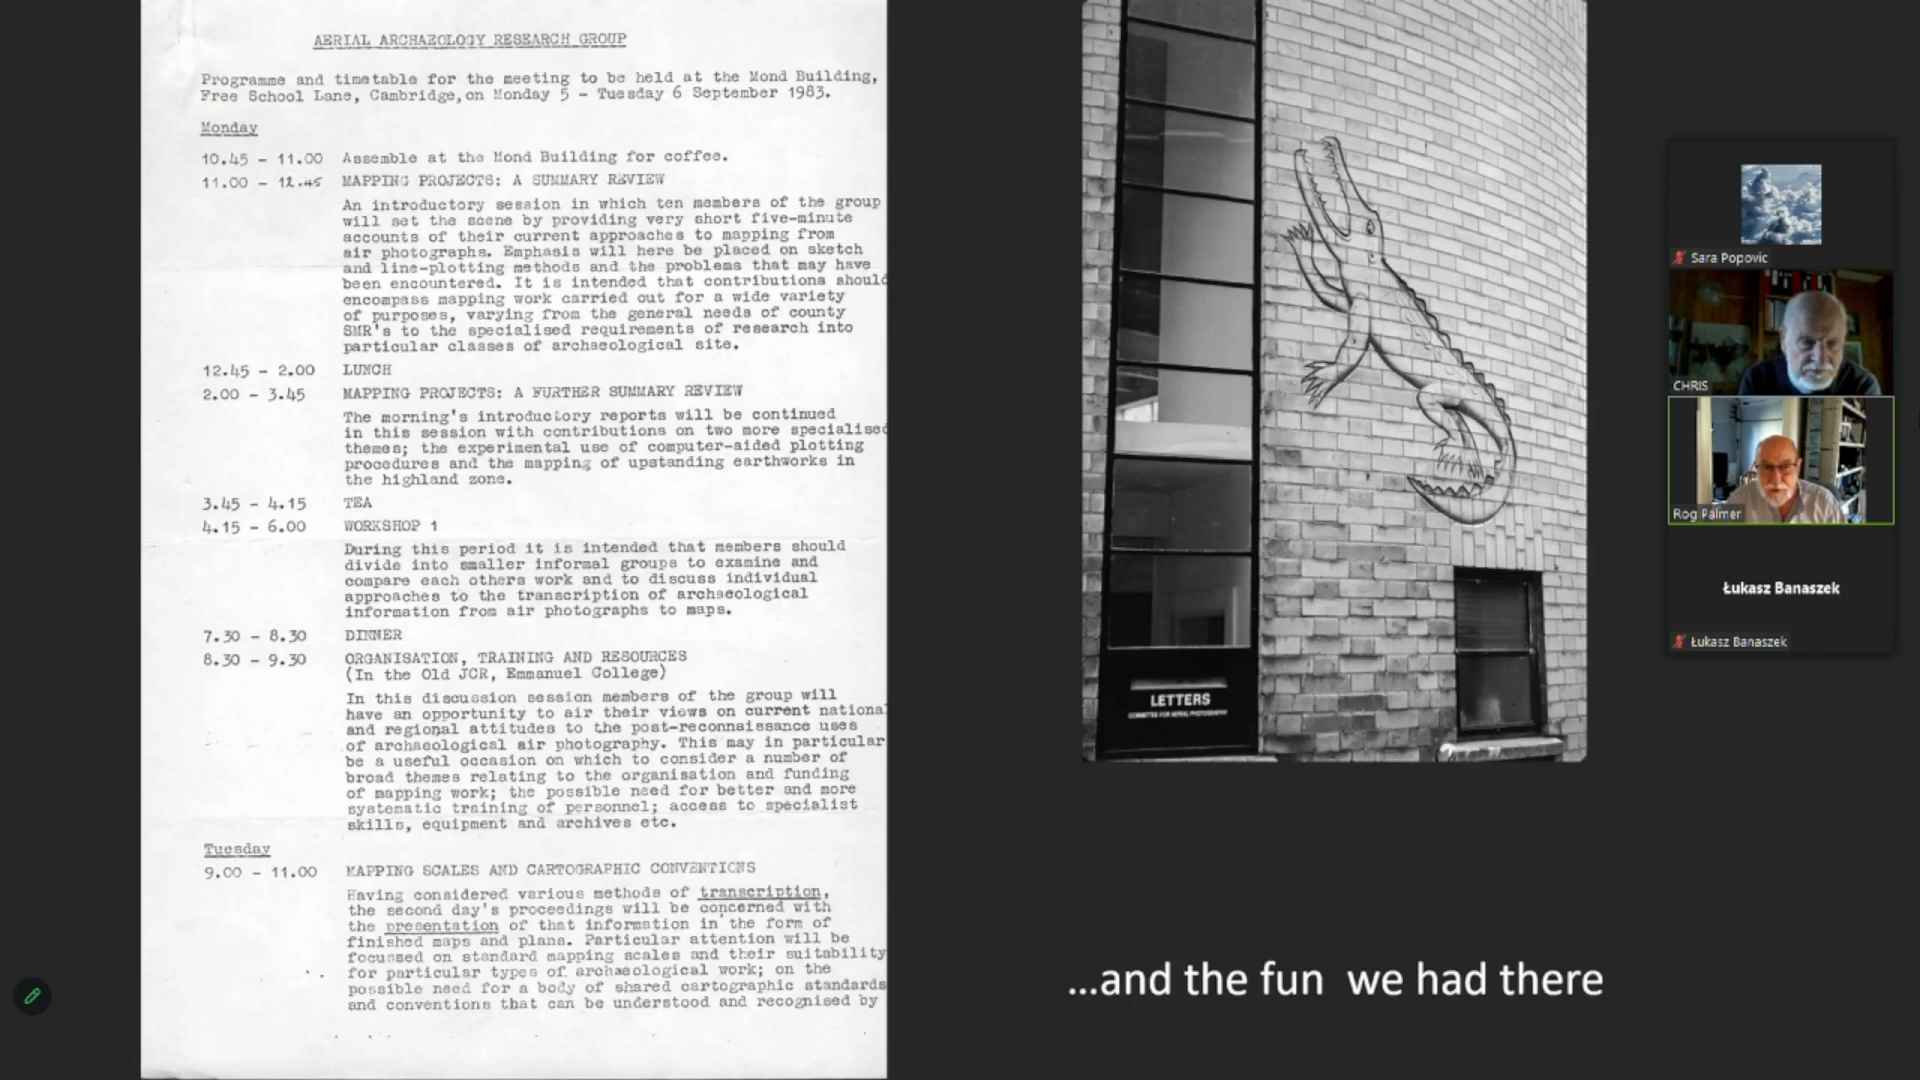 AERIAL ARCHAEOLOGY RESEARCH GROUP
Programme and timetable for the meeting to be held at the Mond Building,
Free School Lane, Cambridge, on Monday 5 - Tuesday 6 September 1983.
Monday
10.45 - 11.00 Assemble at the Mond Building for coffee.
11.00 - 12.45 MAPPING PROJECTS: A SUMMARY REVIEW
An introductory session in which ten members of the group
will set the scene by providing very short five-minute
accounts of their current approaches to mapping from
air photographs. Emphasis will here be placed on sketch
and line-plotting methods and the problems that may have
been encountered. It is intended that contributions should
encompass mapping work carried out for a wide variety
of purposes, varying from the general needs of county
SMR's to the specialised requirements of research into
particular classes of archaeological site.
12.45 - 2.00 LUNCH
2.00 - 3.45 MAPPING PROJECTS: A FURTHER SUMMARY REVIEW
The morning's introductory reports will be continued
in this session with contributions on two more specialised
themes; the experimental use of computer-aided plotting
procedures and the mapping of upstanding earthworks in
the highland zone.
3.45 - 4.15 TEA
4.15 - 6.00 WORKSHOP 1
During this period it is intended that members should
divide into smaller informal groups to examine and
compare each others work and to discuss individual
approaches to the transcription of archaeological
information from air photographs to maps.
7.30 - 8.30 DINNER
8.30 - 9.30 ORGANISATION, TRAINING AND RESOURCES
(In the Old JCR, Emmanuel College)
In this discussion session members of the group will
have an opportunity to air their views on current national
and regional attitudes to the post-reconnaissance uses
of archaeological air photography. This may in particular
be a useful occasion on which to consider a number of
broad themes relating to the organisation and funding
of mapping work; the possible need for better and more
systematic training of personnel; access to specialist
skills, equipment and archives etc.
Tuesday
9.00 - 11.00 MAPPING SCALES AND CARTOGRAPHIC CONVENTIONS
Having considered various methods of transcription,
the second day's proceedings will be concerned with
the presentation of that information in the form of
finished maps and plans. Particular attention will be
focussed on standard mapping scales and their suitability
for particular types of archaeological work; on the
possible need for a body of shared cartographic standards
and conventions that can be understood and recognised by
LETTERS
COMMITTEE FOR AERIAL PHOTOGRAPHY
...and the fun we had there
Sara Popovic
CHRIS
Rog Palmer
Łukasz Banaszek
Łukasz Banaszek